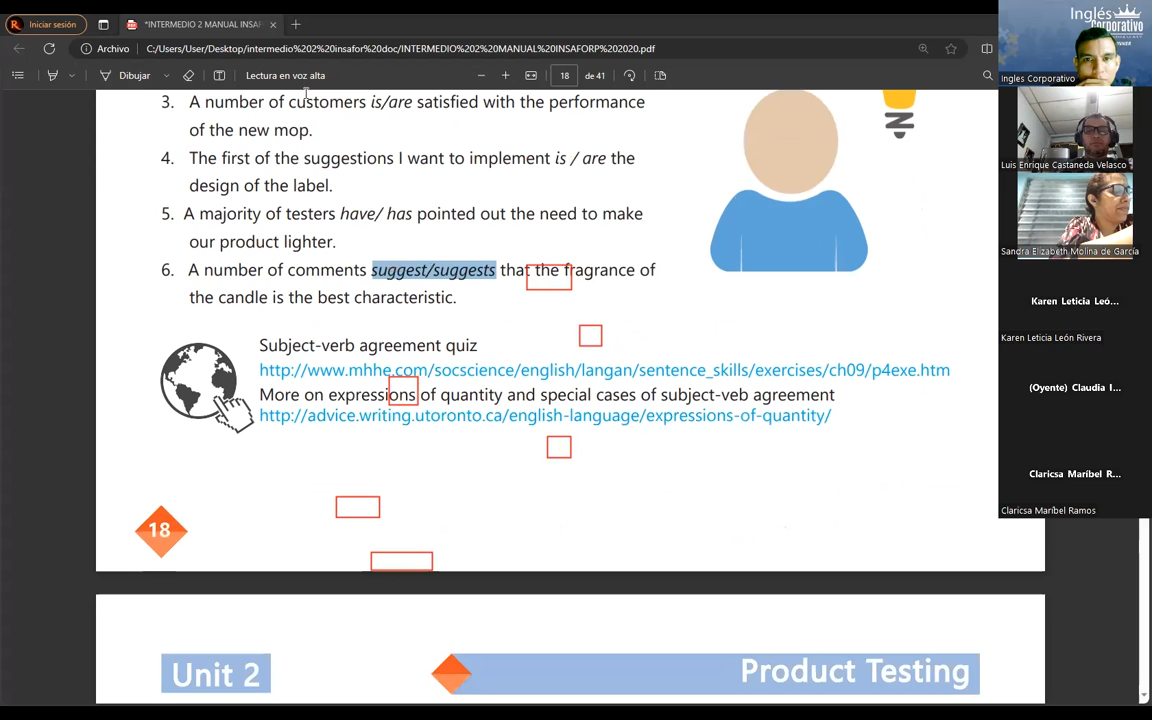 Iniciar sesión
*INTERMEDIO 2 MANUAL INSAF
Archivo
C:/Users/User/Desktop/intermedio%202%20insafor%20doc/INTERMEDIO%202%20MANUAL%20INSAFORP%202020.pdf
Dibujar
Lectura en voz alta
18
de 41
3. A number of customers is/are satisfied with the performance
of the new mop.
4. The first of the suggestions I want to implement is / are the
design of the label.
5. A majority of testers have/ has pointed out the need to make
our product lighter.
6. A number of comments suggest/suggests that the fragrance of
the candle is the best characteristic.
Subject-verb agreement quiz
http://www.mhhe.com/socscience/english/langan/sentence_skills/exercises/ch09/p4exe.htm
More on expressions of quantity and special cases of subject-veb agreement
http://advice.writing.utoronto.ca/english-language/expressions-of-quantity/
18
Unit 2
Product Testing
Inglés
Corporativo
Ingles Corporativo
Luis Enrique Castaneda Velasco
Sandra Elizabeth Molina de García
Karen Leticia Leó...
Karen Leticia León Rivera
(Oyente) Claudia I...
Claricsa Maribel R...
Claricsa Maríbel Ramos